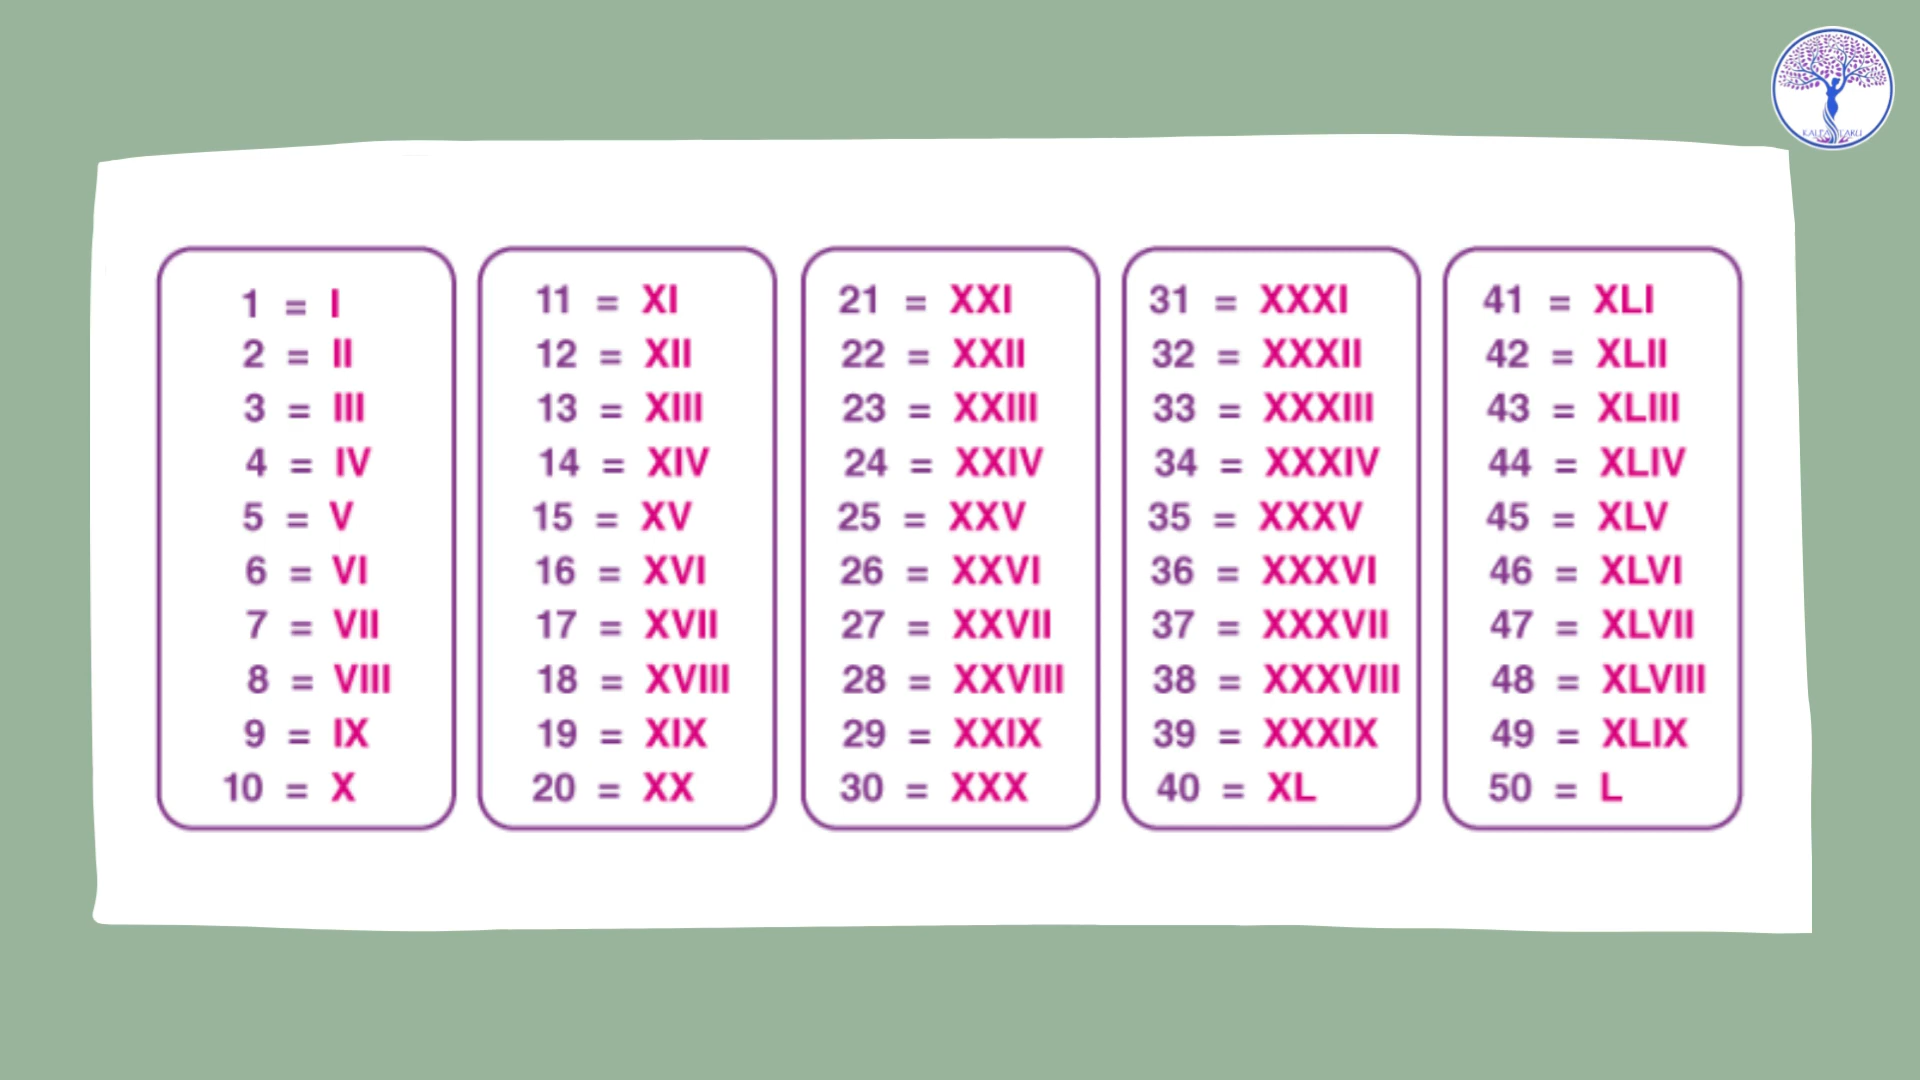 1 = I
2 = II
3 = III
4 = IV
5 = V
6 = VI
7 = VII
8 = VIII
9 = IX
10 = X
11 = XI
12 = XII
13 = XIII
14 = XIV
15 = XV
16 = XVI
17 = XVII
18 = XVIII
19 = XIX
20 = XX
21 = XXI
22 = XXII
23 = XXIII
24 = XXIV
25 = XXV
26 = XXVI
27 = XXVII
28 = XXVIII
29 = XXIX
30 = XXX
31 = XXXI
32 = XXXII
33 = XXXIII
34 = XXXIV
35 = XXXV
36 = XXXVI
37 = XXXVII
38 = XXXVIII
39 = XXXIX
40 = XL
41 = XLI
42 = XLII
43 = XLIII
44 = XLIV
45 = XLV
46 = XLVI
47 = XLVII
48 = XLVIII
49 = XLIX
50 = L